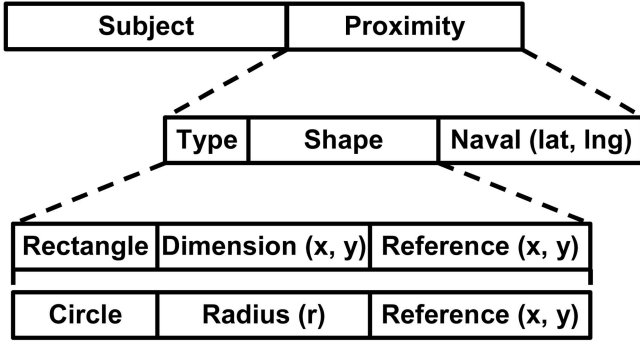 Subject Proximity
Type Shape Naval (lat, lng)
Rectangle Dimension (x, y) Reference (x, y)
Circle Radius (r) Reference (x, y)